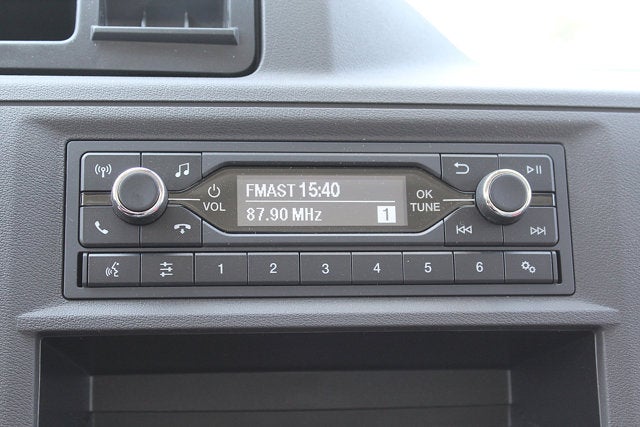 FMAST 15:40
87.90 MHz 1
VOL
OK
TUNE
1 2 3 4 5 6